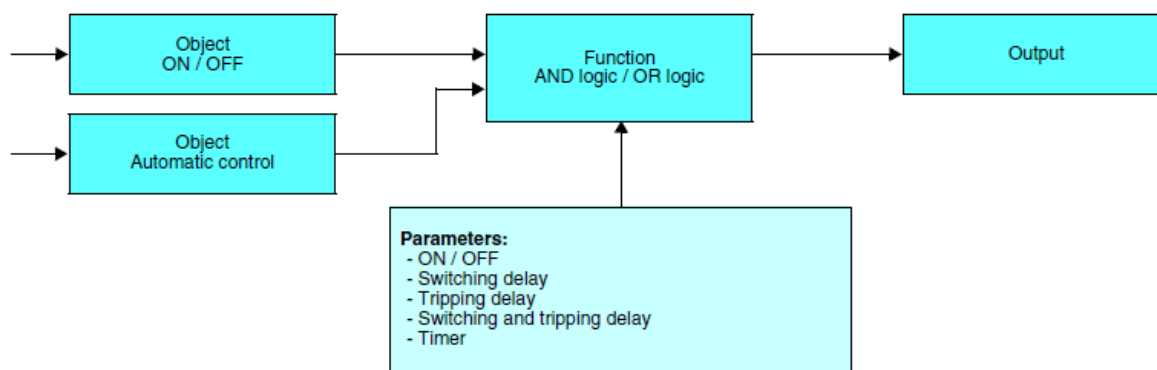 Object
ON / OFF
Function
AND logic / OR logic
Output
Object
Automatic control
Parameters:
- ON / OFF
- Switching delay
- Tripping delay
- Switching and tripping delay
- Timer